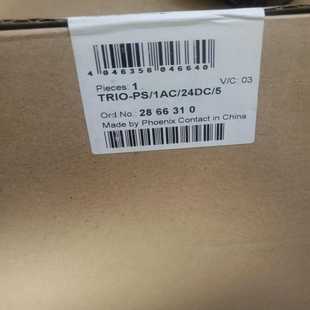 4 046356 046640
Pieces: 1
V/C: 03
TRIO-PS/1AC/24DC/5
Ord No.: 28 66 31 0
Made by Phoenix Contact in China